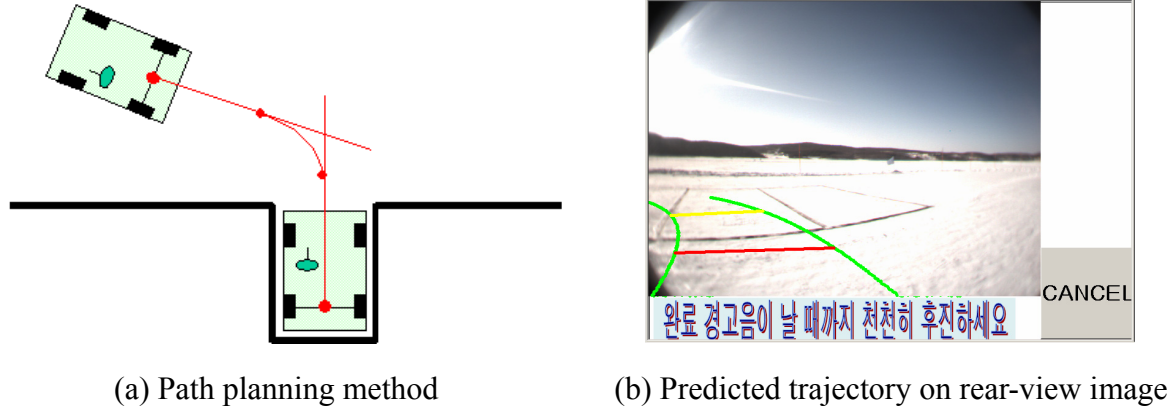 CANCEL
완료 경고음이 날 때까지 천천히 후진하세요
(a) Path planning method
(b) Predicted trajectory on rear-view image